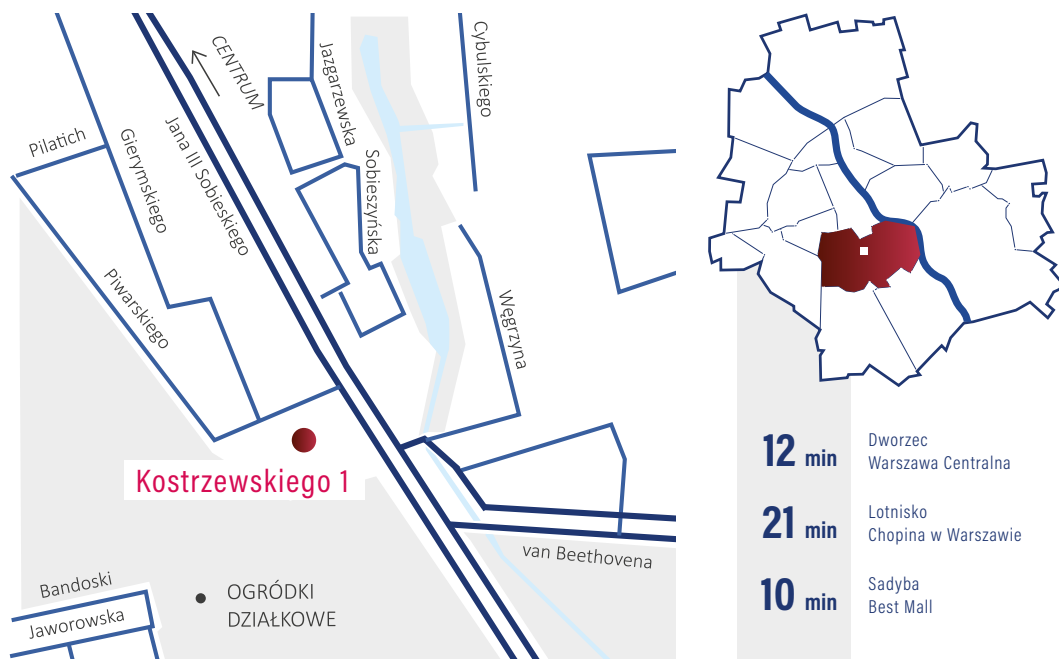 CENTRUM
Jazgarzewska
Cybulskiego
Pilatich
Gierymskiego
Jana III Sobieskiego
Sobieszyńska
Piwarskiego
Węgrzyna
Kostrzewskiego 1
van Beethovena
Bandoski
Jaworowska
OGRÓDKI
DZIAŁKOWE
12 min
Dworzec
Warszawa Centralna
21 min
Lotnisko
Chopina w Warszawie
10 min
Sadyba
Best Mall